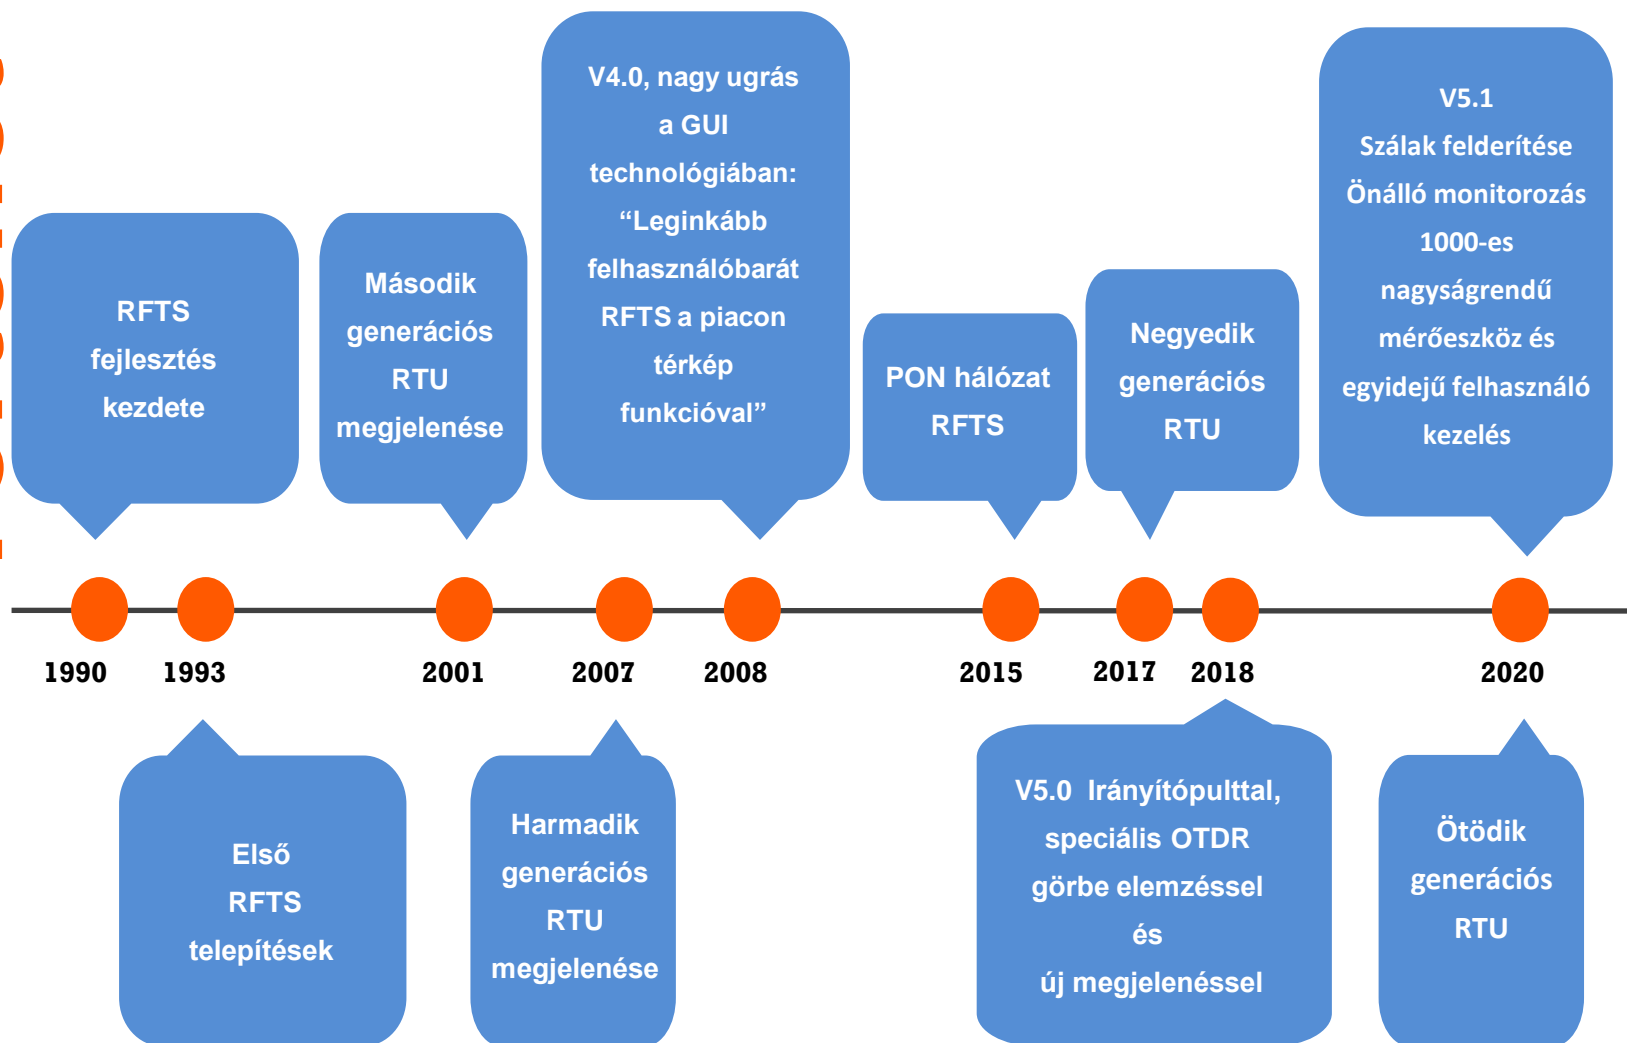 V4.0, nagy ugrás
a GUI
technológiában:
“Leginkább
felhasználóbarát
RFTS a piacon
térkép
funkcióval”
V5.1
Szálak felderítése
Önálló monitorozás
1000-es
nagyságrendű
mérőeszköz és
egyidejű felhasználó
kezelés
RFTS
fejlesztés
kezdete
Második
generációs
RTU
megjelenése
PON hálózat
RFTS
Negyedik
generációs
RTU
1990
1993
2001
2007
2008
2015
2017
2018
2020
Első
RFTS
telepítések
Harmadik
generációs
RTU
megjelenése
V5.0 Irányítópulttal,
speciális OTDR
görbe elemzéssel
és
új megjelenéssel
Ötödik
generációs
RTU